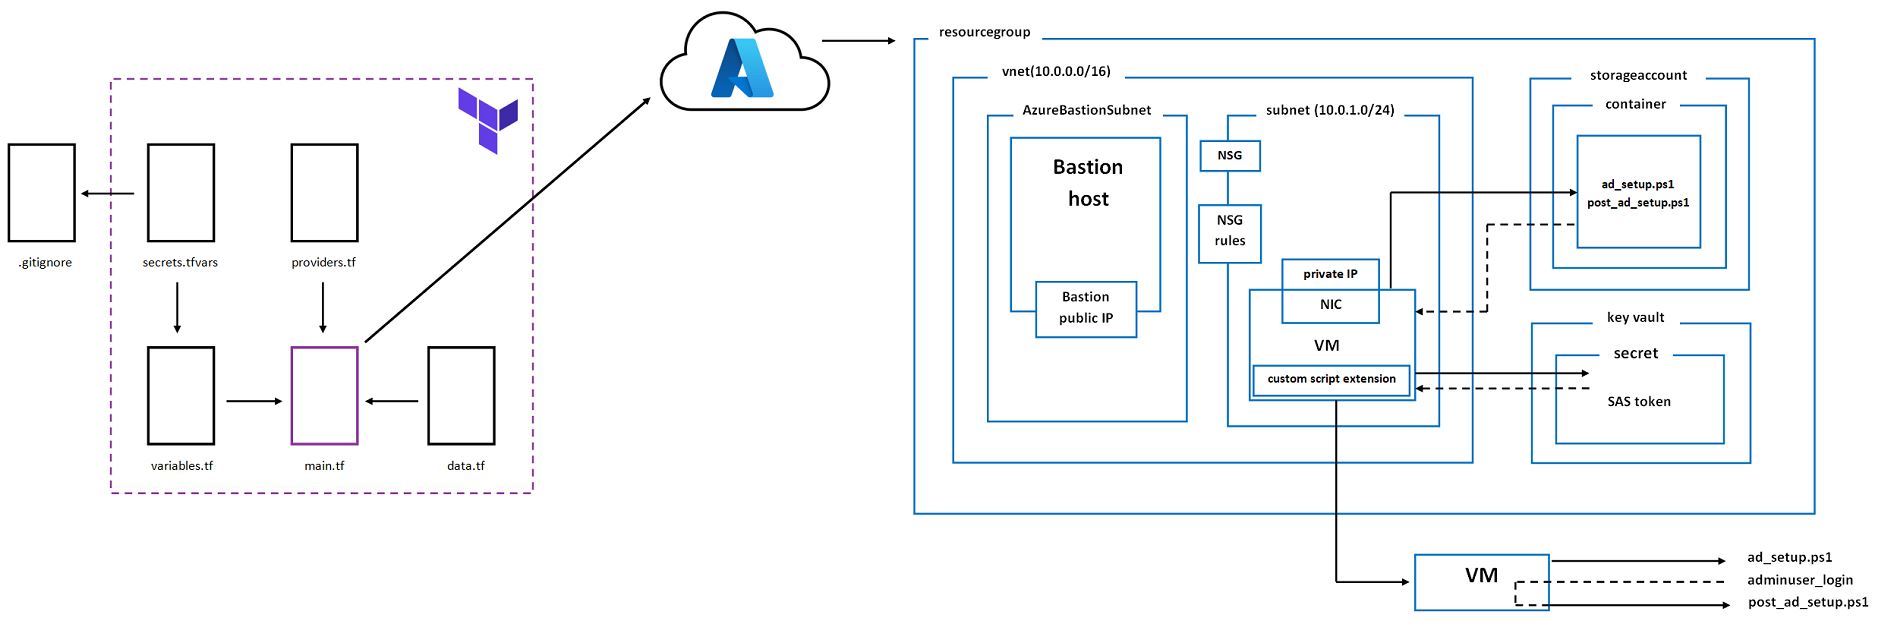 .gitignore
secrets.tfvars
providers.tf
variables.tf
main.tf
data.tf
resourcegroup
vnet(10.0.0.0/16)
AzureBastionSubnet
Bastion
host
Bastion
public IP
subnet (10.0.1.0/24)
NSG
NSG
rules
private IP
NIC
VM
custom script extension
storageaccount
container
ad_setup.ps1
post_ad_setup.ps1
key vault
secret
SAS token
VM
ad_setup.ps1
adminuser_login
post_ad_setup.ps1